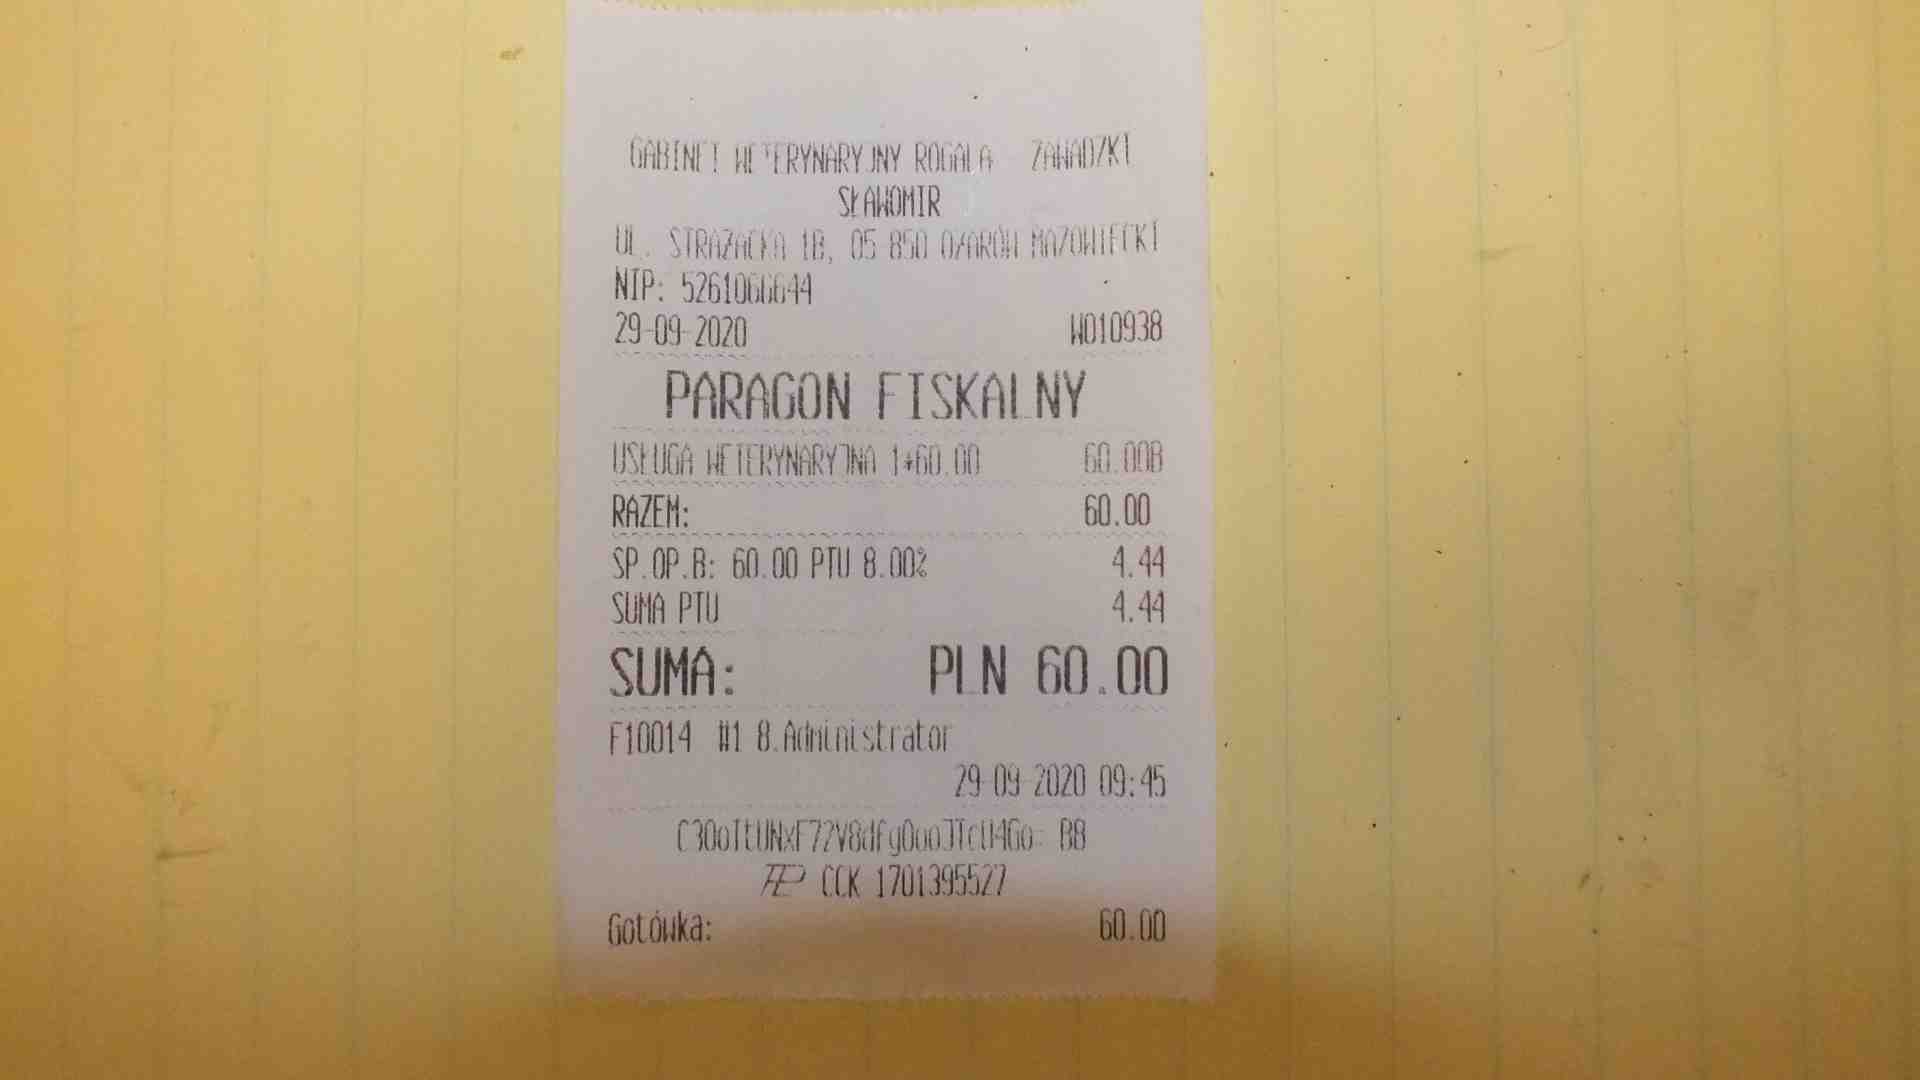 GABINET WETERYNARYJNY ROGALA ZAWADZKI
SŁAWOMIR
UL. STRAŻACKA 1B, 05 850 OŻARÓW MAZOWIECKI
NIP: 5261066644
29-09-2020 W010938
PARAGON FISKALNY
USŁUGA WETERYNARYJNA 1*60.00 60.00B
RAZEM: 60.00
SP.OP.B: 60.00 PTU 8.00% 4.44
SUMA PTU 4.44
SUMA: PLN 60.00
F10014 #1 8.Administrator
29-09-2020 09:45
B8
CCK 1701395527
Gotówka: 60.00